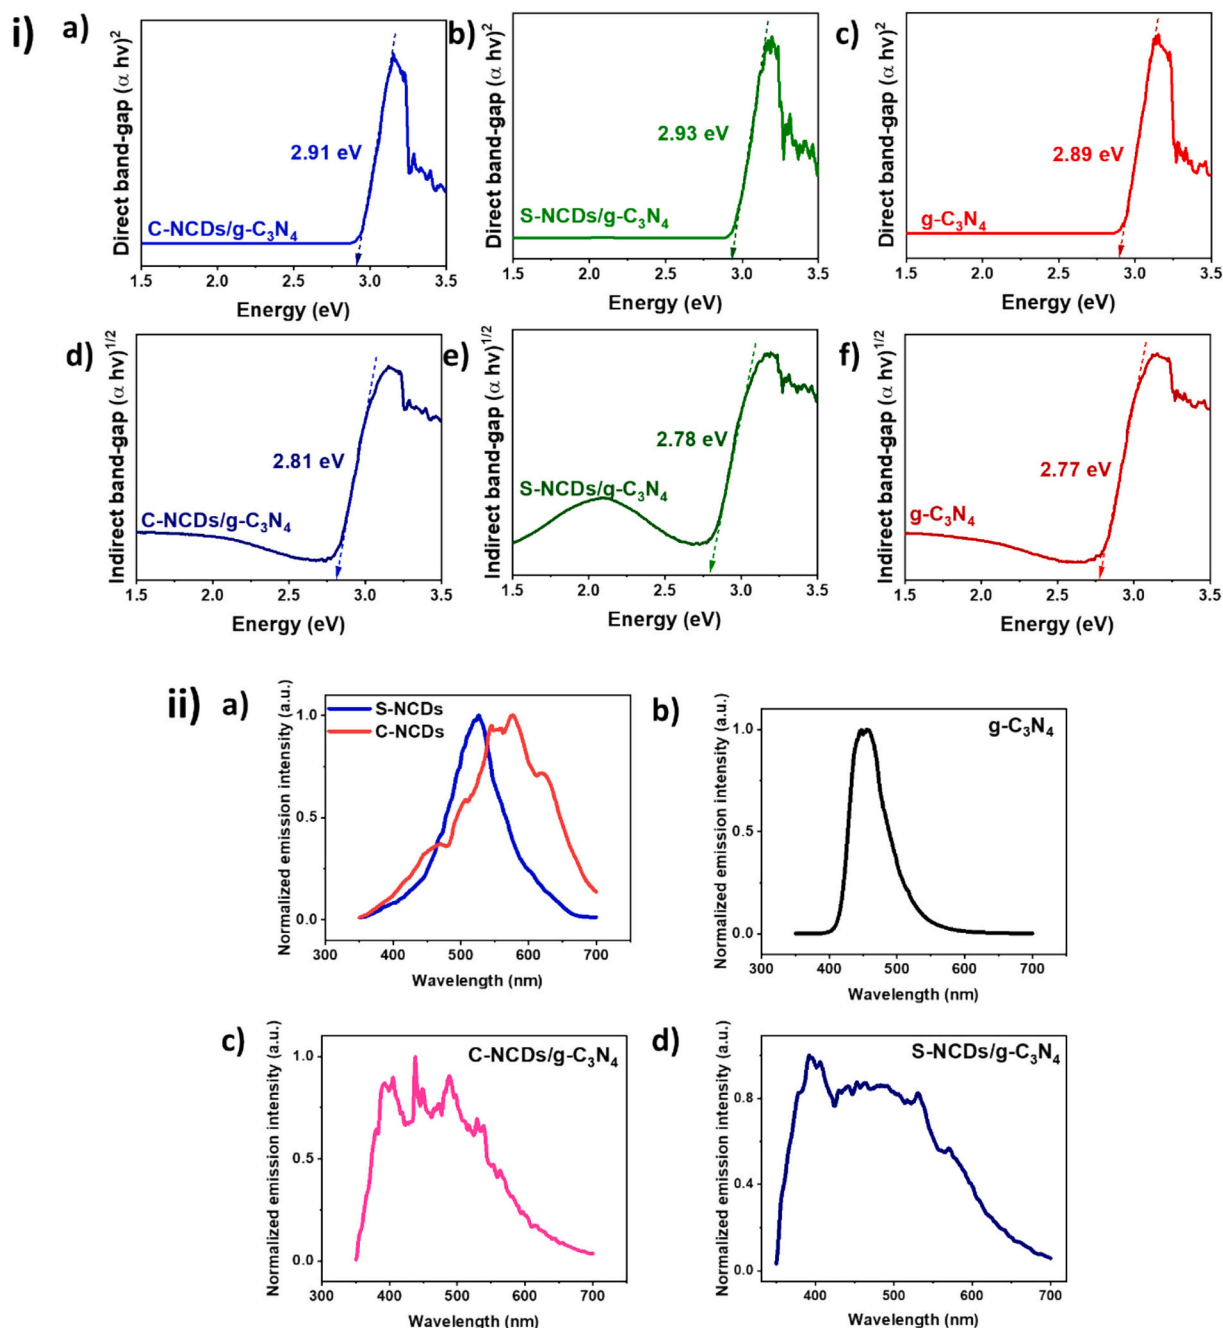 i)
a)
Direct band-gap (α hv)²
2.91 eV
C-NCDs/g-C₃N₄
1.5 2.0 2.5 3.0 3.5
Energy (eV)
b)
Direct band-gap (α hv)²
2.93 eV
S-NCDs/g-C₃N₄
1.5 2.0 2.5 3.0 3.5
Energy (eV)
c)
Direct band-gap (α hv)²
2.89 eV
g-C₃N₄
1.5 2.0 2.5 3.0 3.5
Energy (eV)
d)
Indirect band-gap (α hv)¹/²
2.81 eV
C-NCDs/g-C₃N₄
1.5 2.0 2.5 3.0 3.5
Energy (eV)
e)
Indirect band-gap (α hv)¹/²
2.78 eV
S-NCDs/g-C₃N₄
1.5 2.0 2.5 3.0 3.5
Energy (eV)
f)
Indirect band-gap (α hv)¹/²
2.77 eV
g-C₃N₄
1.5 2.0 2.5 3.0 3.5
Energy (eV)
ii)
a)
Normalized emission intensity (a.u.)
S-NCDs
C-NCDs
1.0
0.5
0.0
300 400 500 600 700
Wavelength (nm)
b)
Normalized emission intensity (a.u.)
g-C₃N₄
1.0
0.5
0.0
300 400 500 600 700
Wavelength (nm)
c)
Normalized emission intensity (a.u.)
C-NCDs/g-C₃N₄
1.0
0.5
0.0
300 400 500 600 700
Wavelength (nm)
d)
Normalized emission intensity (a.u.)
S-NCDs/g-C₃N₄
0.8
0.4
0.0
400 500 600 700
Wavelength (nm)